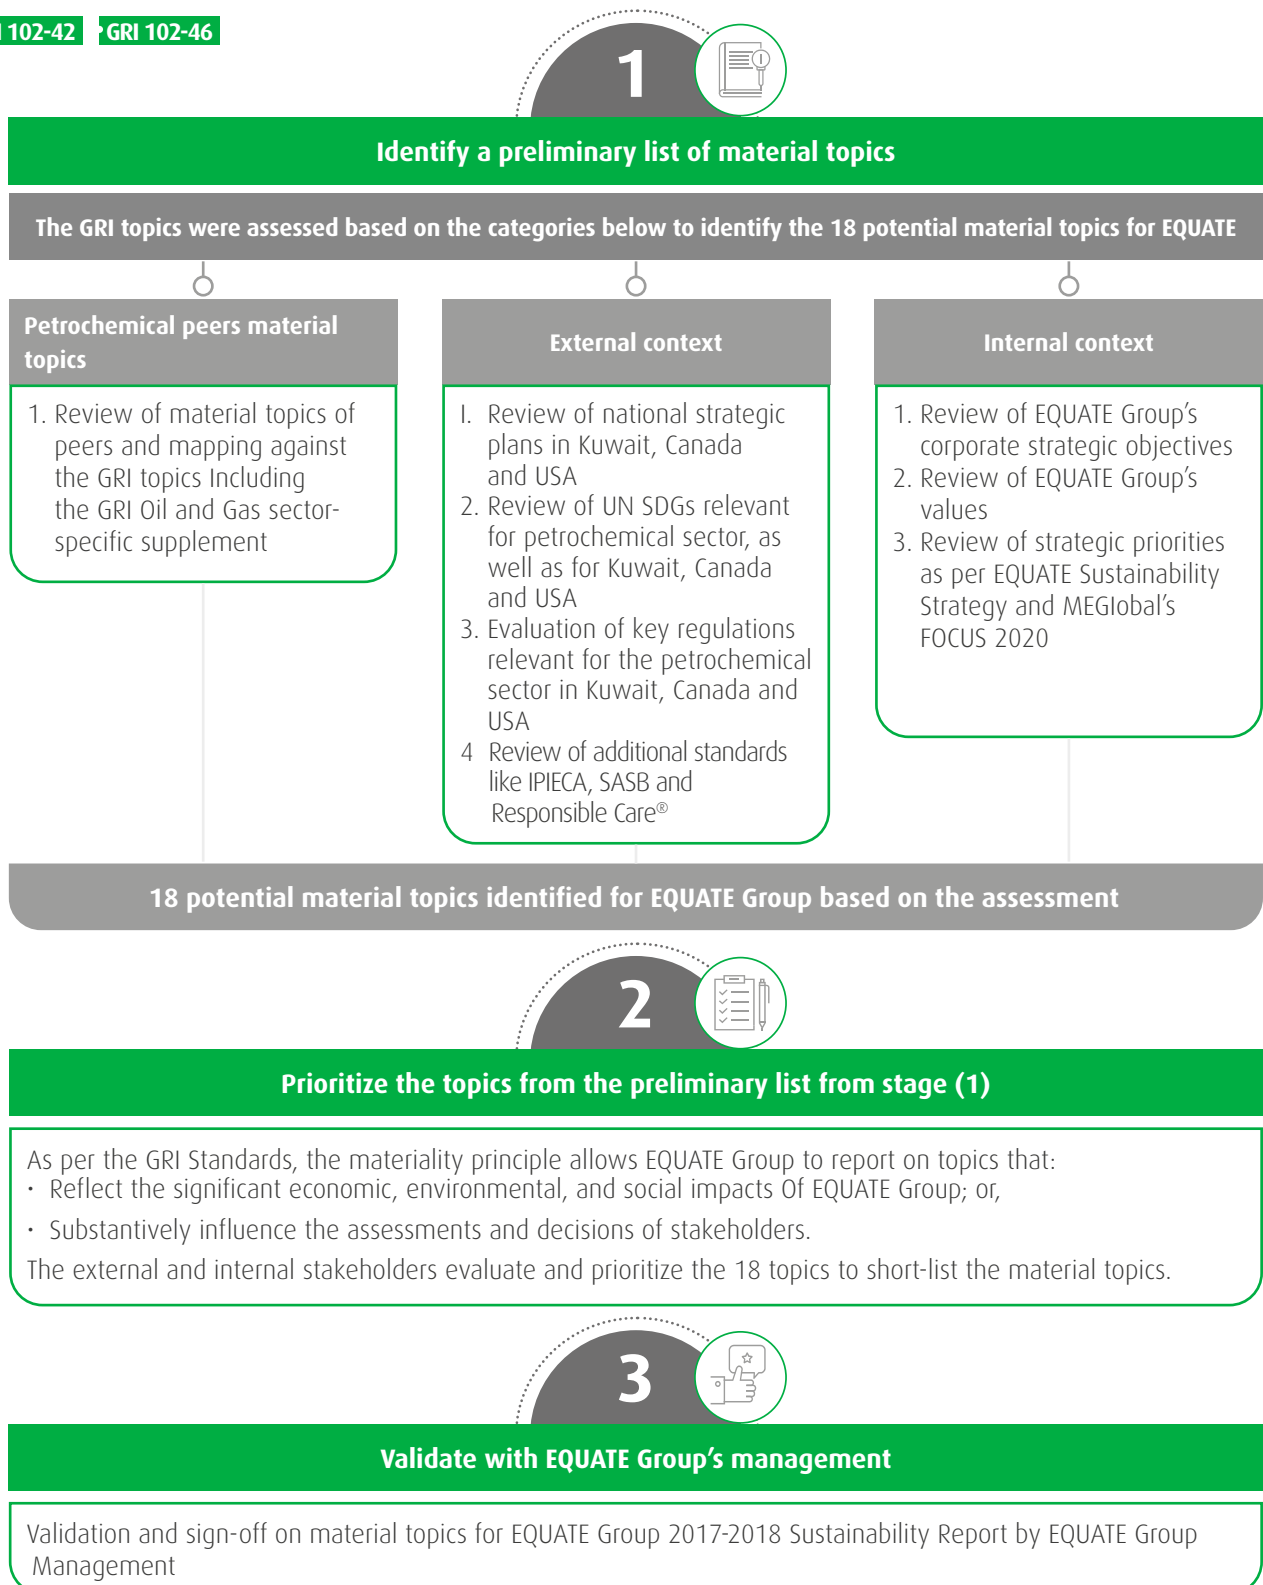 102-42
GRI 102-46
1
Identify a preliminary list of material topics
The GRI topics were assessed based on the categories below to identify the 18 potential material topics for EQUATE
Petrochemical peers material
topics
1. Review of material topics of
peers and mapping against
the GRI topics Including
the GRI Oil and Gas sector-
specific supplement
External context
I. Review of national strategic
plans in Kuwait, Canada
and USA
2. Review of UN SDGs relevant
for petrochemical sector, as
well as for Kuwait, Canada
and USA
3. Evaluation of key regulations
relevant for the petrochemical
sector in Kuwait, Canada and
USA
4 Review of additional standards
like IPIECA, SASB and
Responsible Care®
Internal context
1. Review of EQUATE Group's
corporate strategic objectives
2. Review of EQUATE Group's
values
3. Review of strategic priorities
as per EQUATE Sustainability
Strategy and MEGIobal's
FOCUS 2020
18 potential material topics identified for EQUATE Group based on the assessment
2
Prioritize the topics from the preliminary list from stage (1)
As per the GRI Standards, the materiality principle allows EQUATE Group to report on topics that:
• Reflect the significant economic, environmental, and social impacts Of EQUATE Group; or,
• Substantively influence the assessments and decisions of stakeholders.
The external and internal stakeholders evaluate and prioritize the 18 topics to short-list the material topics.
3
Validate with EQUATE Group's management
Validation and sign-off on material topics for EQUATE Group 2017-2018 Sustainability Report by EQUATE Group
Management